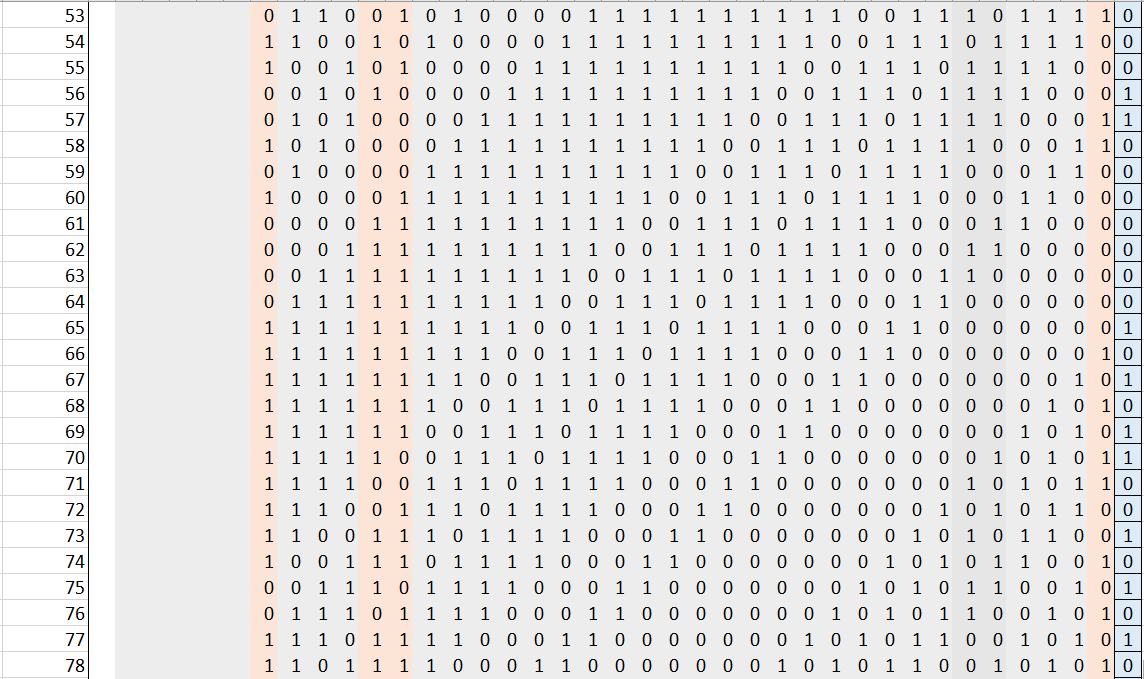 53 0 1 1 0 0 1 0 1 0 0 0 0 1 1 1 1 1 1 1 1 1 1 0 0 1 1 1 0 1 1 1 1 0
54 1 1 0 0 1 0 1 0 0 0 0 1 1 1 1 1 1 1 1 1 1 0 0 1 1 1 0 1 1 1 1 0 0
55 1 0 0 1 0 1 0 0 0 0 1 1 1 1 1 1 1 1 1 1 0 0 1 1 1 0 1 1 1 1 0 0 0
56 0 0 1 0 1 0 0 0 0 1 1 1 1 1 1 1 1 1 1 0 0 1 1 1 0 1 1 1 1 0 0 0 1
57 0 1 0 1 0 0 0 0 1 1 1 1 1 1 1 1 1 1 0 0 1 1 1 0 1 1 1 1 0 0 0 1 1
58 1 0 1 0 0 0 0 1 1 1 1 1 1 1 1 1 1 0 0 1 1 1 0 1 1 1 1 0 0 0 1 1 0
59 0 1 0 0 0 0 1 1 1 1 1 1 1 1 1 1 0 0 1 1 1 0 1 1 1 1 0 0 0 1 1 0 0
60 1 0 0 0 0 1 1 1 1 1 1 1 1 1 1 0 0 1 1 1 0 1 1 1 1 0 0 0 1 1 0 0 0
61 0 0 0 0 1 1 1 1 1 1 1 1 1 1 0 0 1 1 1 0 1 1 1 1 0 0 0 1 1 0 0 0 0
62 0 0 0 1 1 1 1 1 1 1 1 1 1 0 0 1 1 1 0 1 1 1 1 0 0 0 1 1 0 0 0 0 0
63 0 0 1 1 1 1 1 1 1 1 1 1 0 0 1 1 1 0 1 1 1 1 0 0 0 1 1 0 0 0 0 0 0
64 0 1 1 1 1 1 1 1 1 1 1 0 0 1 1 1 0 1 1 1 1 0 0 0 1 1 0 0 0 0 0 0 0
65 1 1 1 1 1 1 1 1 1 1 0 0 1 1 1 0 1 1 1 1 0 0 0 1 1 0 0 0 0 0 0 0 1
66 1 1 1 1 1 1 1 1 1 0 0 1 1 1 0 1 1 1 1 0 0 0 1 1 0 0 0 0 0 0 0 1 0
67 1 1 1 1 1 1 1 1 0 0 1 1 1 0 1 1 1 1 0 0 0 1 1 0 0 0 0 0 0 0 1 0 1
68 1 1 1 1 1 1 1 0 0 1 1 1 0 1 1 1 1 0 0 0 1 1 0 0 0 0 0 0 0 1 0 1 0
69 1 1 1 1 1 1 0 0 1 1 1 0 1 1 1 1 0 0 0 1 1 0 0 0 0 0 0 0 1 0 1 0 1
70 1 1 1 1 1 0 0 1 1 1 0 1 1 1 1 0 0 0 1 1 0 0 0 0 0 0 0 1 0 1 0 1 1
71 1 1 1 1 0 0 1 1 1 0 1 1 1 1 0 0 0 1 1 0 0 0 0 0 0 0 1 0 1 0 1 1 0
72 1 1 1 0 0 1 1 1 0 1 1 1 1 0 0 0 1 1 0 0 0 0 0 0 0 1 0 1 0 1 1 0 0
73 1 1 0 0 1 1 1 0 1 1 1 1 0 0 0 1 1 0 0 0 0 0 0 0 1 0 1 0 1 1 0 0 1
74 1 0 0 1 1 1 0 1 1 1 1 0 0 0 1 1 0 0 0 0 0 0 0 1 0 1 0 1 1 0 0 1 0
75 0 0 1 1 1 0 1 1 1 1 0 0 0 1 1 0 0 0 0 0 0 0 1 0 1 0 1 1 0 0 1 0 1
76 0 1 1 1 0 1 1 1 1 0 0 0 1 1 0 0 0 0 0 0 0 1 0 1 0 1 1 0 0 1 0 1 0
77 1 1 1 0 1 1 1 1 0 0 0 1 1 0 0 0 0 0 0 0 1 0 1 0 1 1 0 0 1 0 1 0 1
78 1 1 0 1 1 1 1 0 0 0 1 1 0 0 0 0 0 0 0 1 0 1 0 1 1 0 0 1 0 1 0 1 0